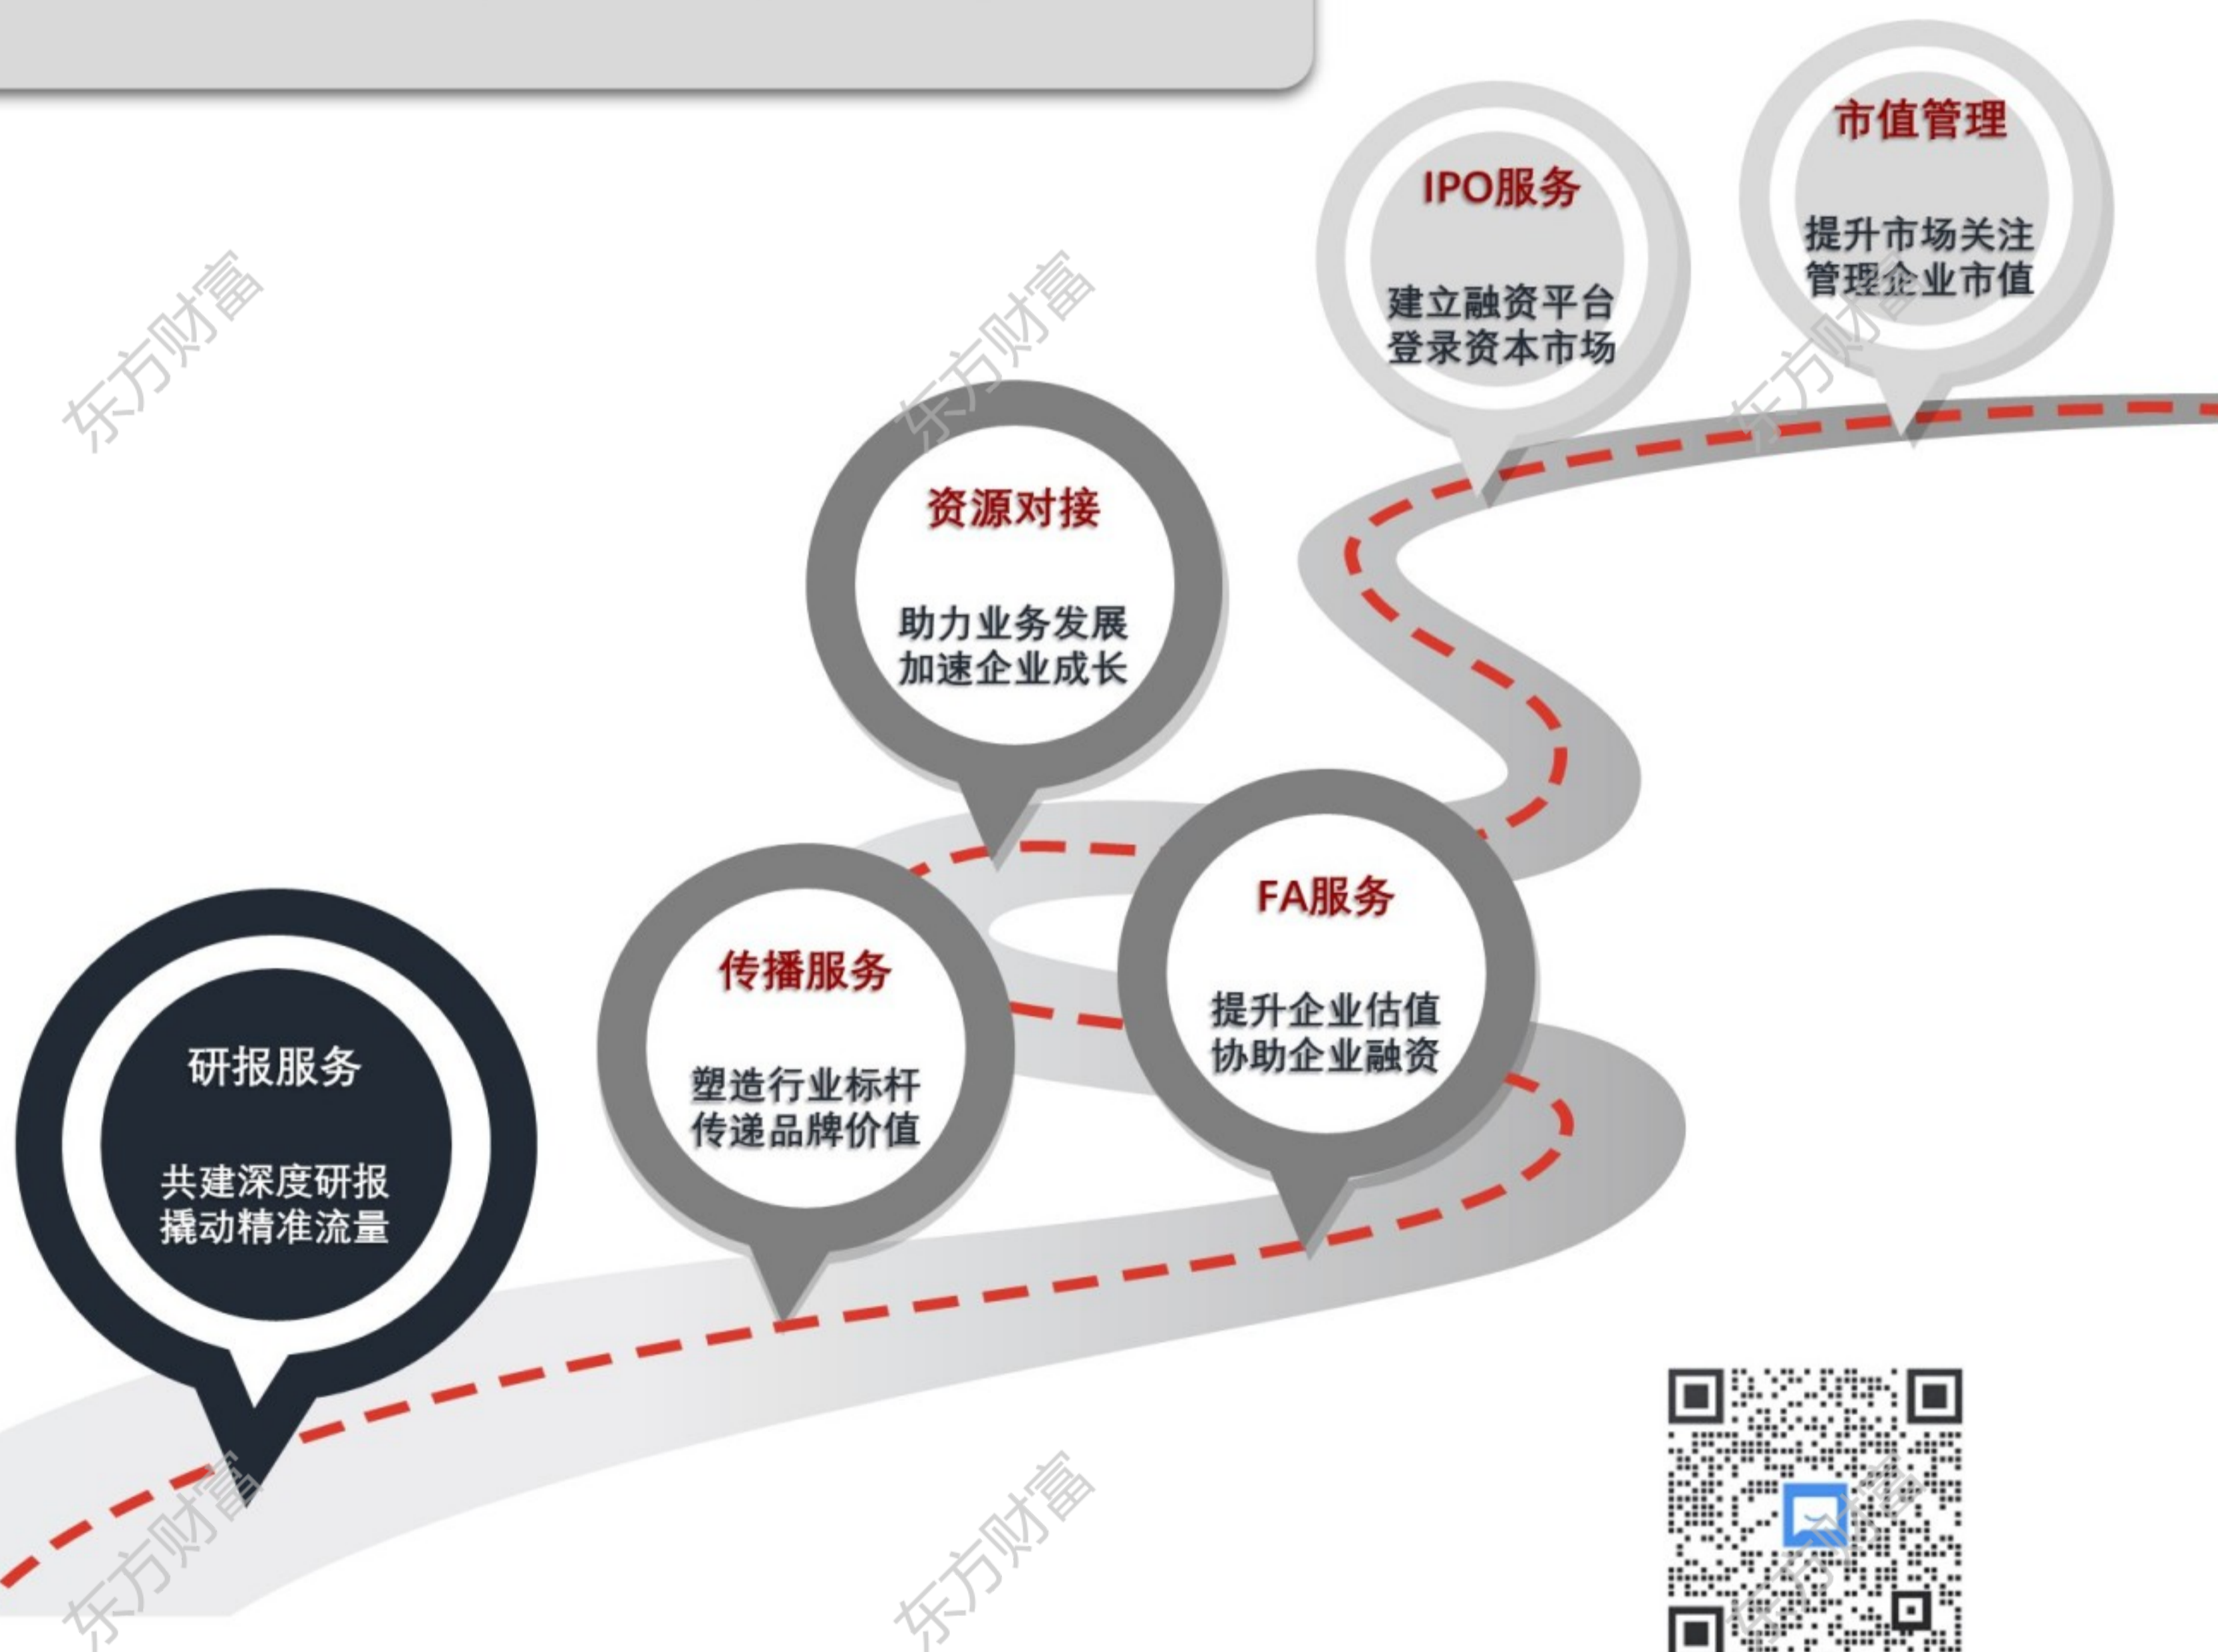 市值管理
提升市场关注
管理企业市值
IPO服务
建立融资平台
登录资本市场
资源对接
助力业务发展
加速企业成长
FA服务
提升企业估值
协助企业融资
传播服务
塑造行业标杆
传递品牌价值
研报服务
共建深度研报
撬动精准流量
东方财富
东方财富
东方财富
东方财富
东方财富
东方财富